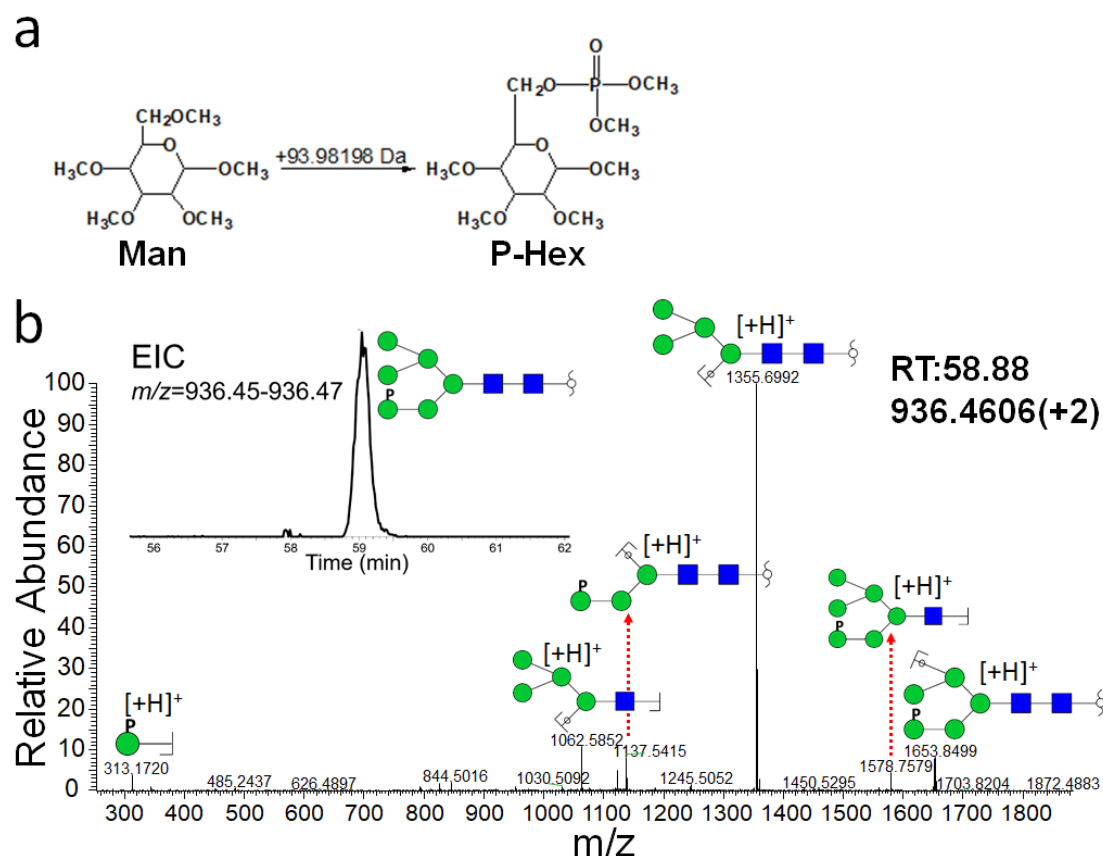 a
CH₂OMCH₃
O
H₃CO
OCH₃
H₃CO
OCH₃
Man
+93.98198 Da
O
CH₂O—P—OCH₃
OCH₃
O
H₃CO
OCH₃
H₃CO
OCH₃
P-Hex
b
EIC
m/z=936.45-936.47
56 57 58 59 60 61 62
Time (min)
P
[+H]⁺
1355.6992
RT:58.88
936.4606(+2)
Relative Abundance
100
90
80
70
60
50
40
30
20
10
0
[+H]⁺
P
[+H]⁺
P
313.1720
485.2437
626.4897
844.5016
1030.5092
[+H]⁺
1062.5852
1137.5415
1245.5052
1450.5295
[+H]⁺
P
1578.7579
[+H]⁺
P
1653.8499
1703.8204
1872.4883
300 400 500 600 700 800 900 1000 1100 1200 1300 1400 1500 1600 1700 1800
m/z